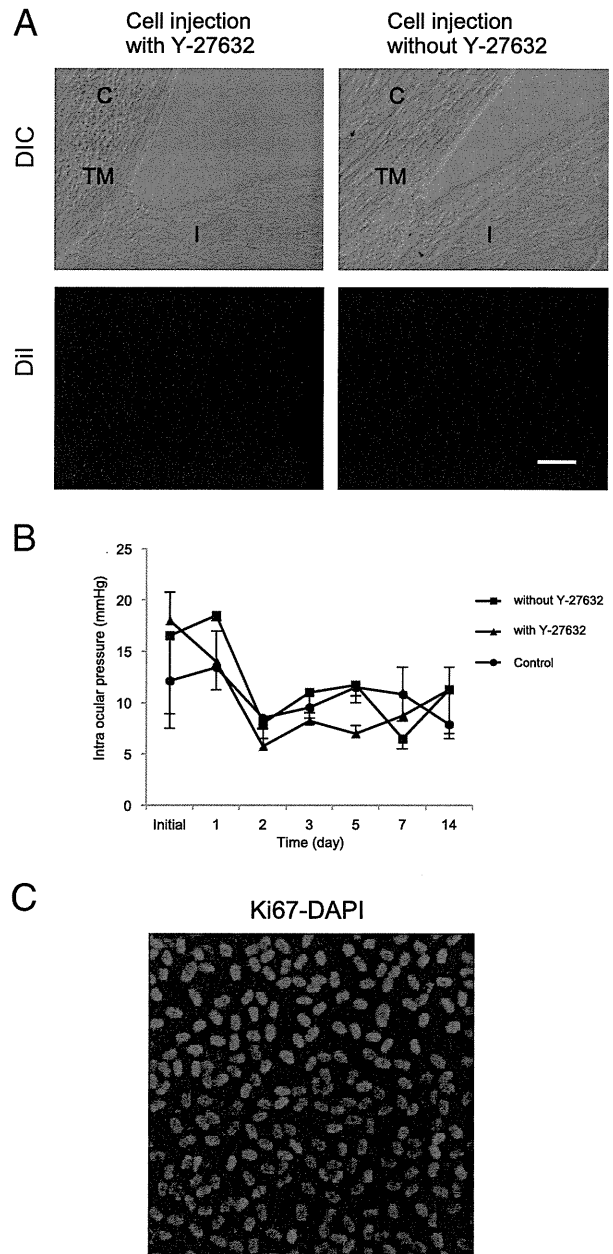 A
Cell injection
with Y-27632
Cell injection
without Y-27632
DIC
C
TM
I
C
TM
I
DiI
B
Intra ocular pressure (mmHg)
25
20
15
10
5
0
Initial 1 2 3 5 7 14
Time (day)
without Y-27632
with Y-27632
Control
C
Ki67-DAPI